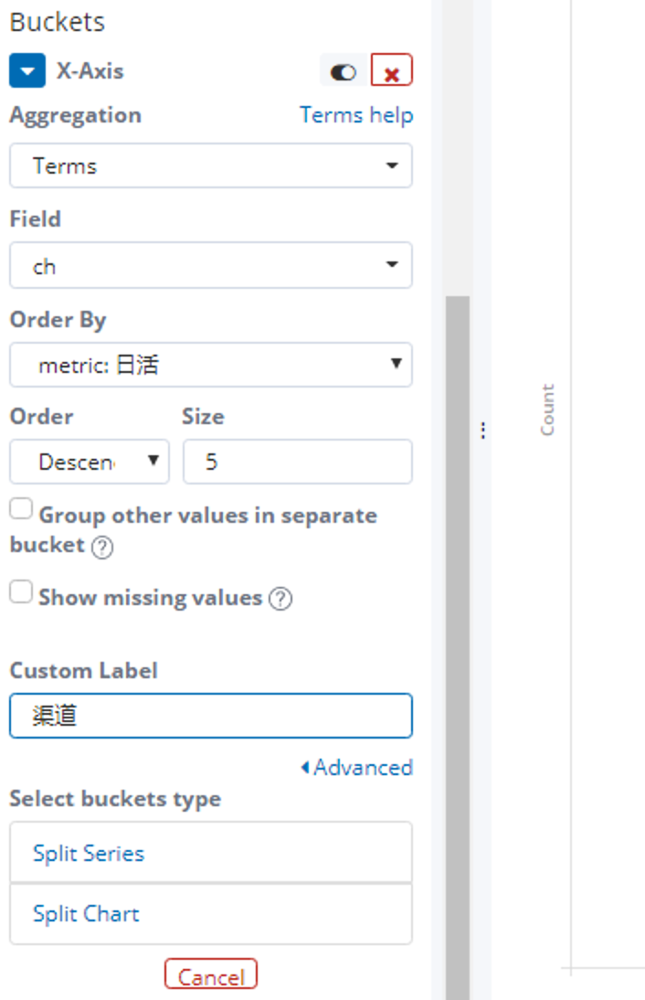 Buckets
X-Axis
Aggregation Terms help
Terms
Field
ch
Order By
metric: 日活
Order Size
Descen 5
Group other values in separate
bucket
Show missing values
Custom Label
渠道
Advanced
Select buckets type
Split Series
Split Chart
Cancel
Count